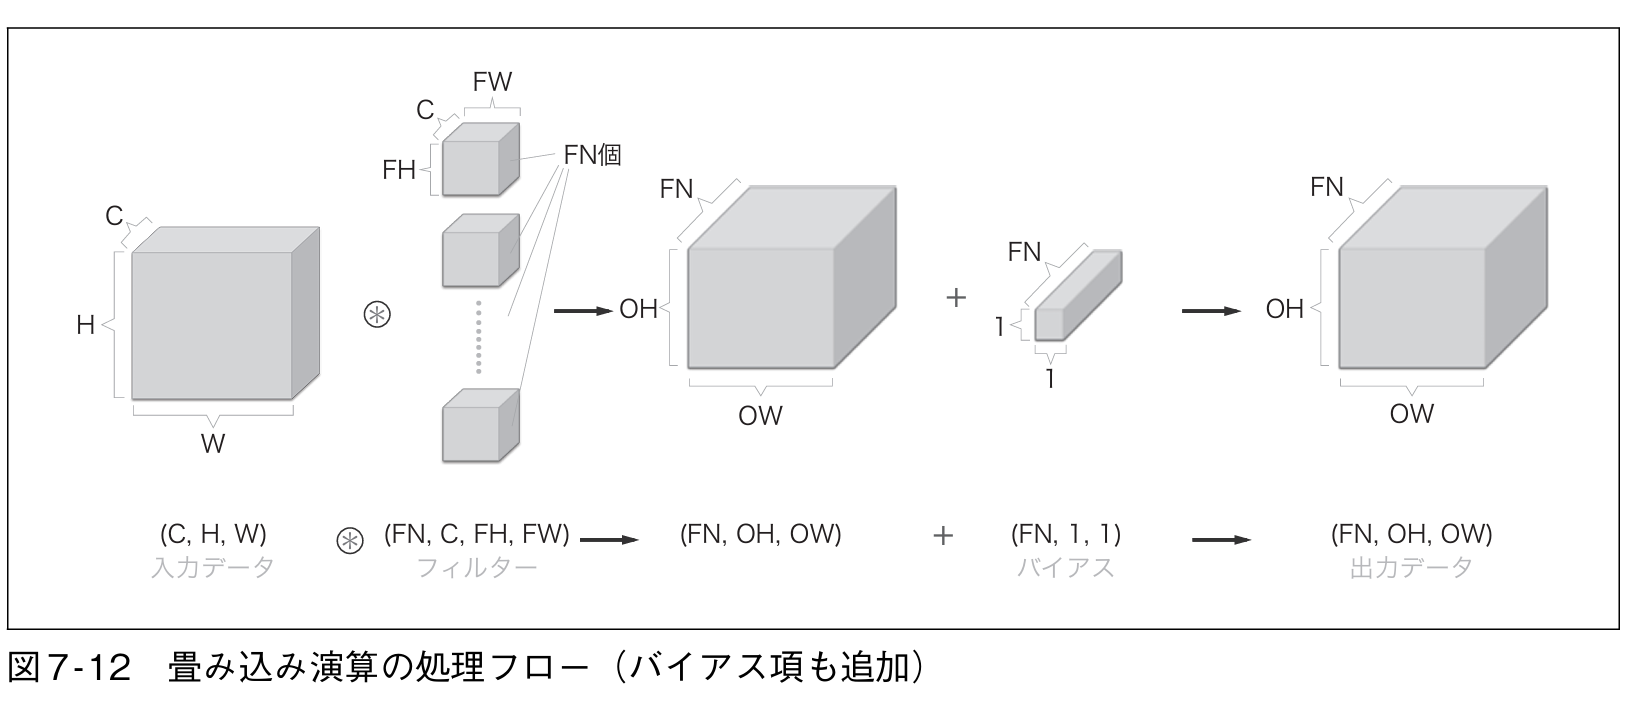 FW
C
FH
FN個
C
H
W
⊛
FN
OH
OW
+
FN
1
1
FN
OH
OW
(C, H, W) ⊛ (FN, C, FH, FW) → (FN, OH, OW) + (FN, 1, 1) → (FN, OH, OW)
入力データ フィルター バイアス 出力データ
図7-12 畳み込み演算の処理フロー（バイアス項も追加）